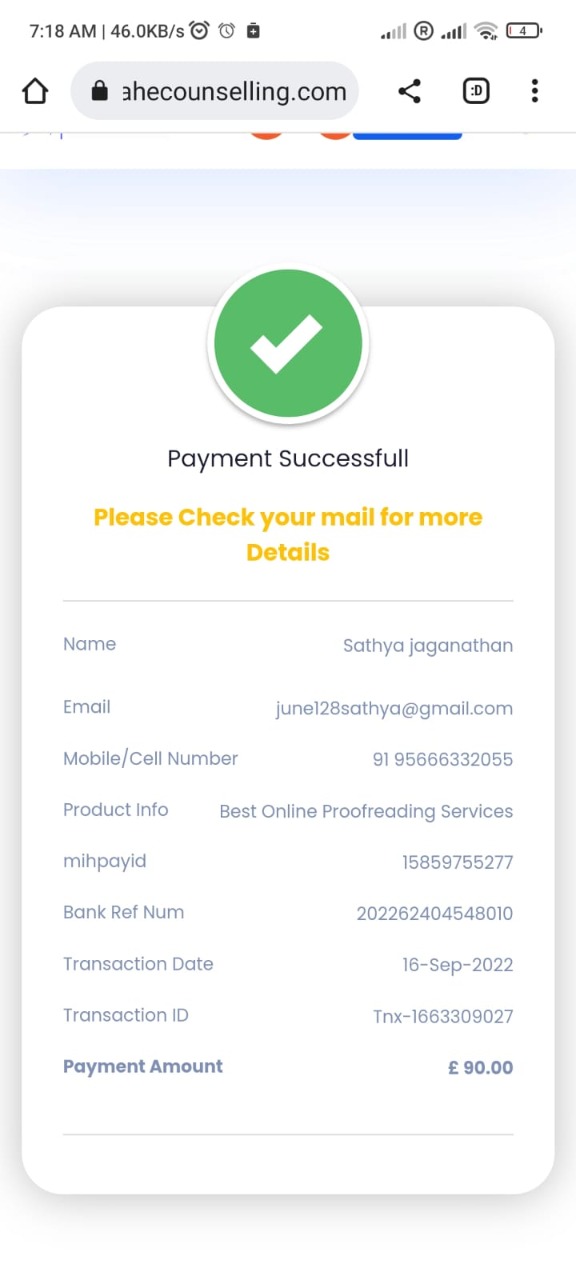 7:18 AM | 46.0KB/s
R
4
ahecounselling.com
:D
Payment Successfull
Please Check your mail for more
Details
Name Sathya jaganathan
Email june128sathya@gmail.com
Mobile/Cell Number 91 95666332055
Product Info Best Online Proofreading Services
mihpayid 15859755277
Bank Ref Num 202262404548010
Transaction Date 16-Sep-2022
Transaction ID Tnx-1663309027
Payment Amount £ 90.00